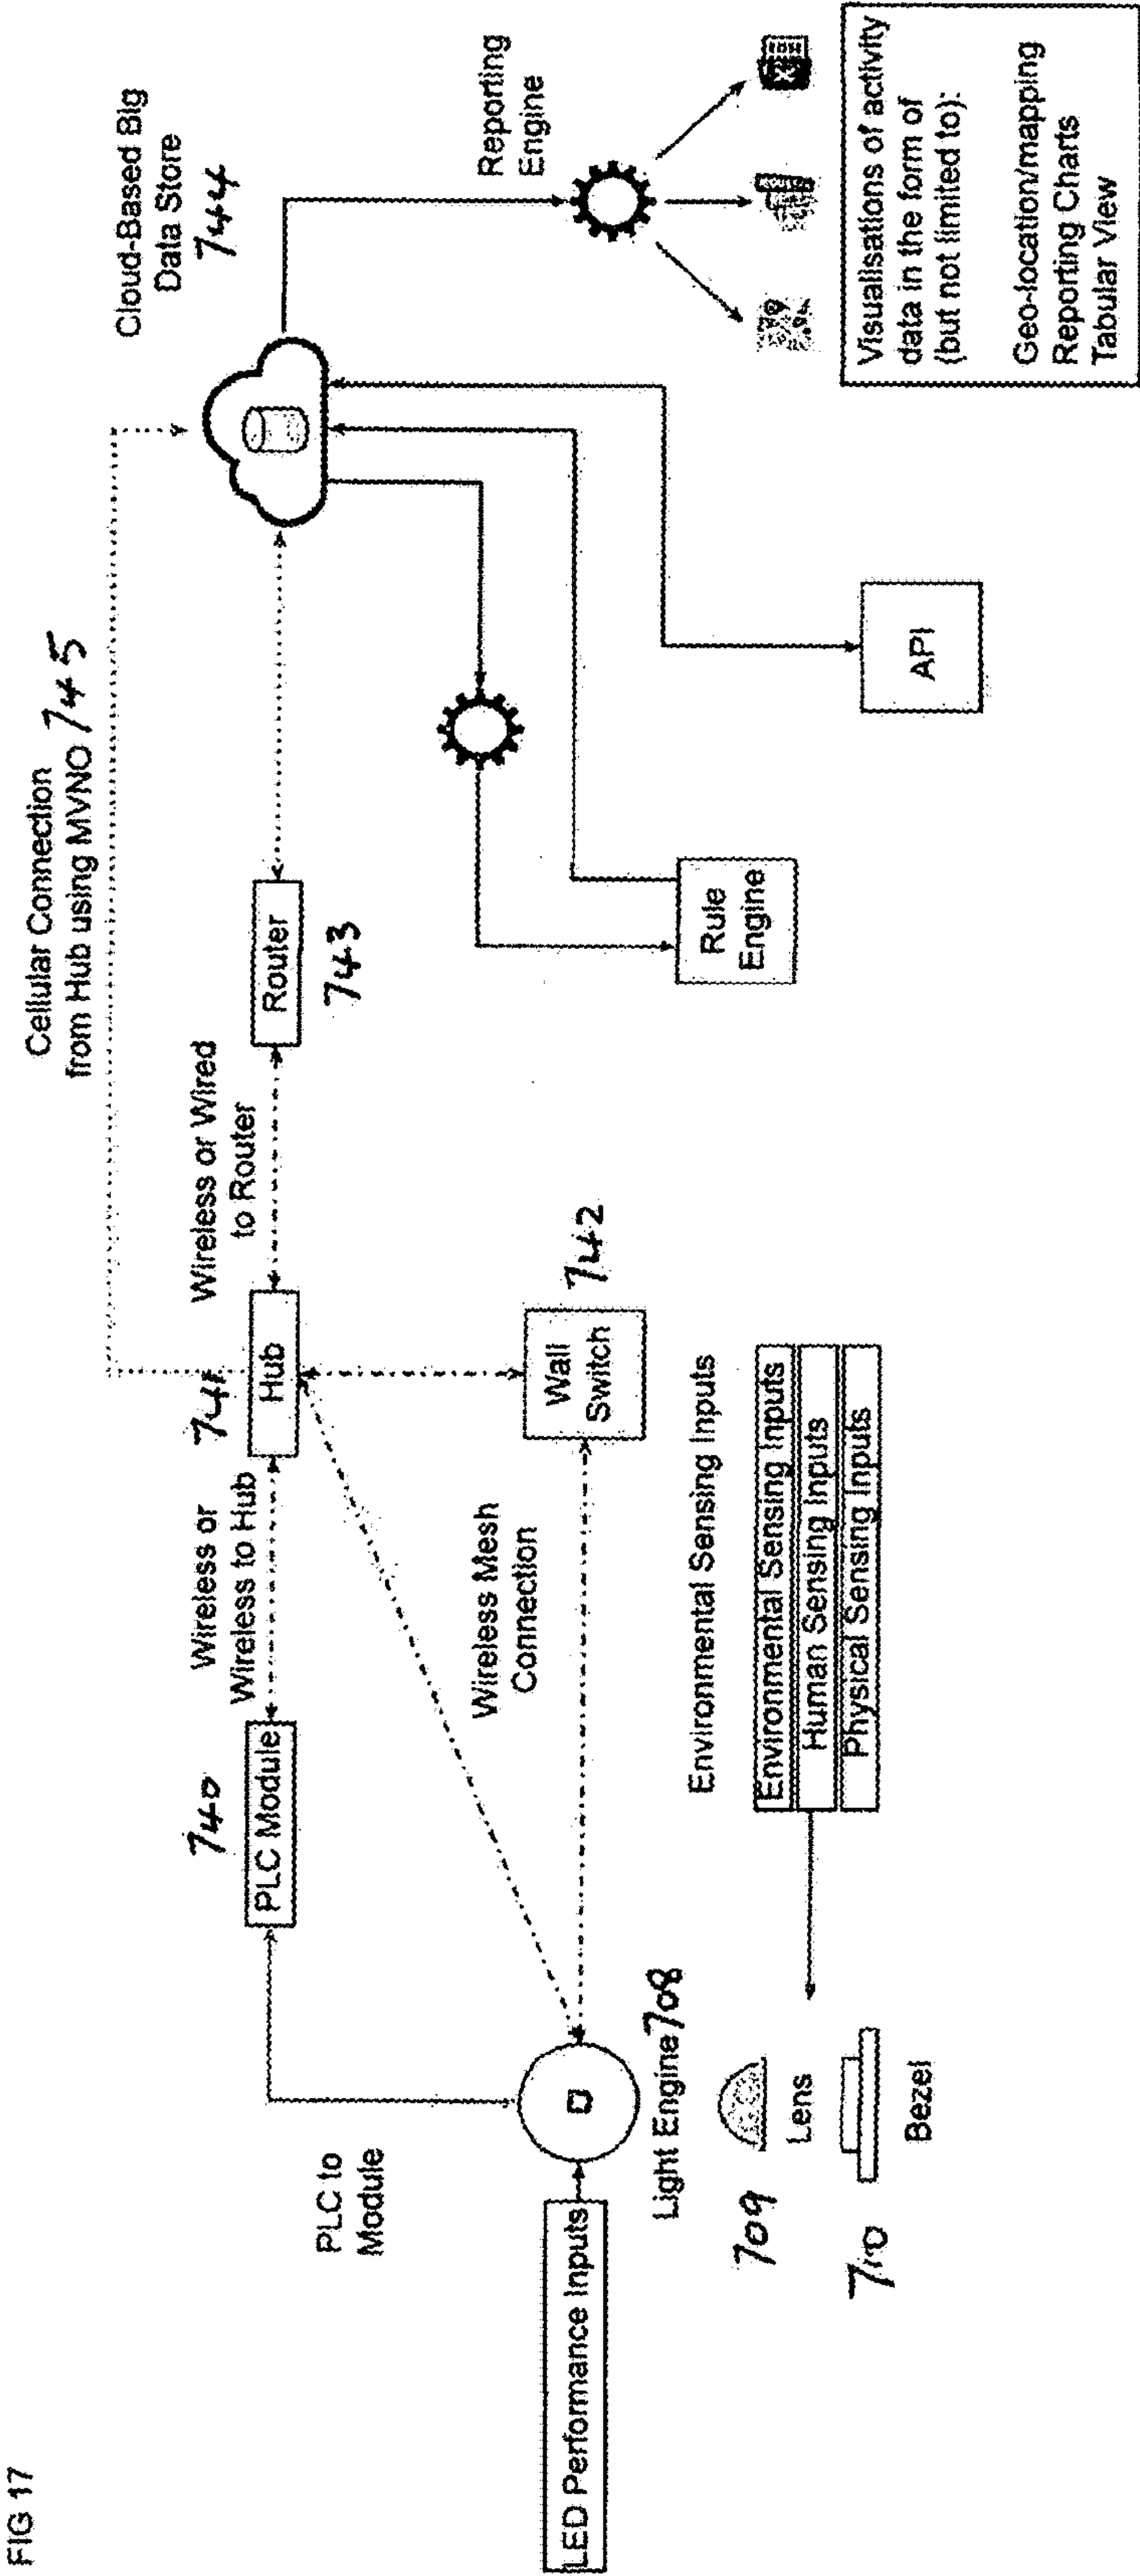 FIG 17
Cellular Connection
from Hub using MVNO 745
Cloud-Based Big
Data Store
744
Wireless or
Wireless to Hub
741
Wireless or Wired
to Router
740
PLC Module
Hub
Router
743
PLC to
Module
Wireless Mesh
Connection
Wall
Switch
742
Reporting
Engine
LED Performance Inputs
Light Engine 708
Rule
Engine
API
709
Lens
710
Bezel
Environmental Sensing Inputs
Environmental Sensing Inputs
Human Sensing Inputs
Physical Sensing Inputs
Visualisations of activity
data in the form of
(but not limited to):
Geo-location/mapping
Reporting Charts
Tabular View